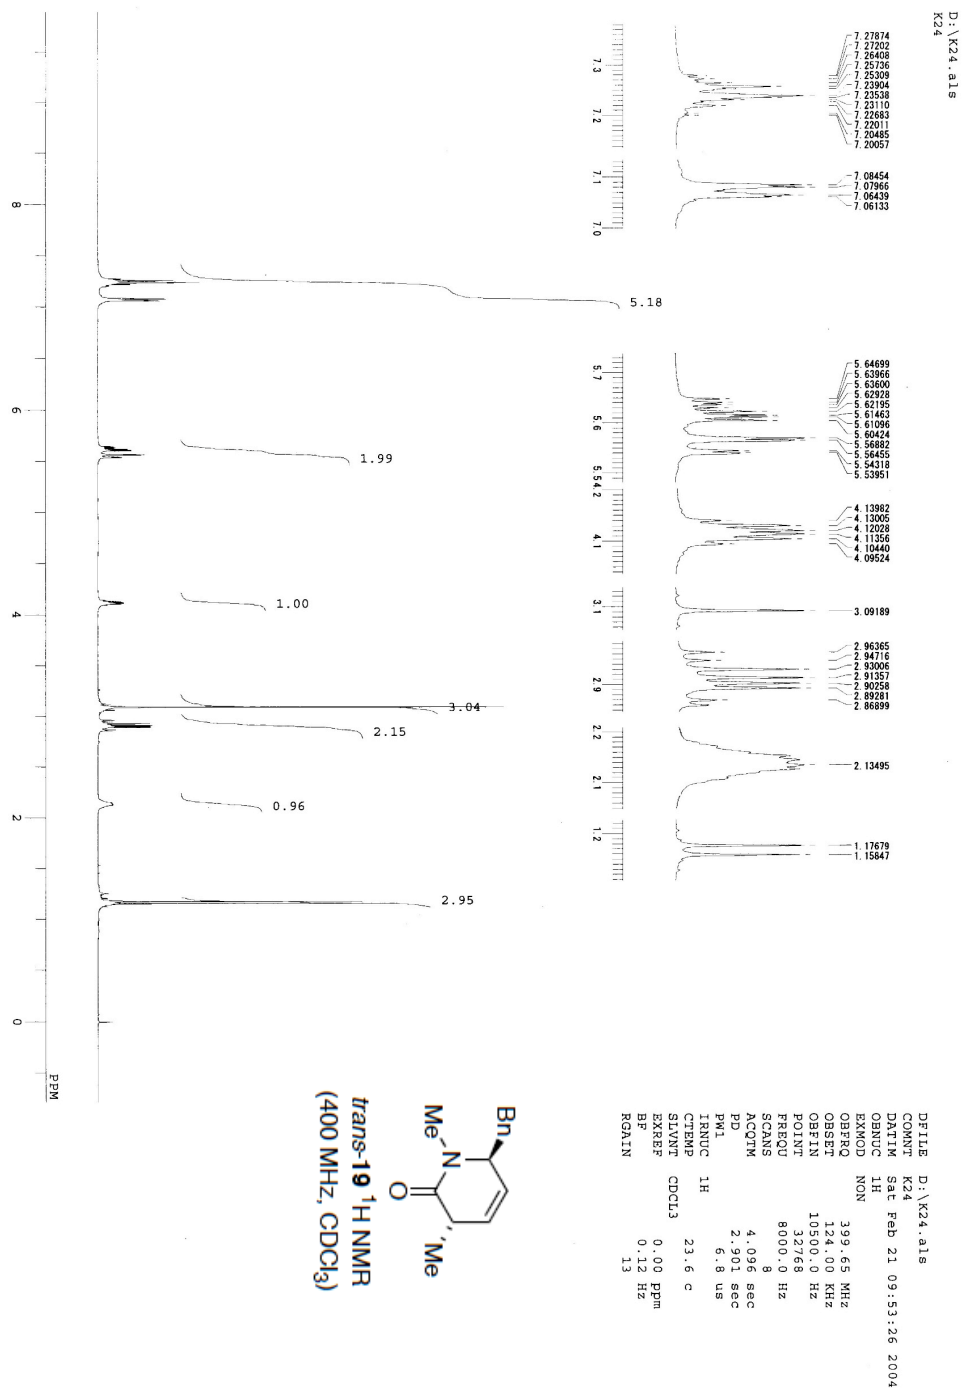 D:\K24.als
K24
7.27874
7.27202
7.26408
7.25736
7.25309
7.23904
7.23538
7.23110
7.22683
7.22011
7.20485
7.20057
7.08454
7.07966
7.06439
7.06133
5.64699
5.63966
5.63600
5.62928
5.62195
5.61463
5.61096
5.60424
5.56882
5.56455
5.54318
5.53951
4.13982
4.13005
4.12028
4.11356
4.10440
4.09524
3.09189
2.96365
2.94716
2.93006
2.91357
2.90258
2.89281
2.86899
2.13495
1.17679
1.15847
7.3
7.2
7.1
7.0
5.7
5.6
5.5
4.2
4.1
3.1
2.9
2.2
2.1
1.2
5.18
1.99
1.00
3.04
2.15
0.96
2.95
8
6
4
2
0
PPM
DFILE D:\K24.als
COMNT K24
DATIM Sat Feb 21 09:53:26 2004
OBNUC 1H
EXMOD NON
OBFRQ 399.65 MHz
OBSET 124.00 KHz
OBFIN 10500.0 Hz
POINT 32768
FREQU 8000.0 Hz
SCANS 8
ACQTM 4.096 sec
PD 2.901 sec
PW1 6.8 us
IRNUC 1H
CTEMP 23.6 c
SLVNT CDCL3
EXREF 0.00 ppm
BF 0.12 Hz
RGAIN 13
Bn
Me
N
O
Me
trans-19 ¹H NMR
(400 MHz, CDCl₃)